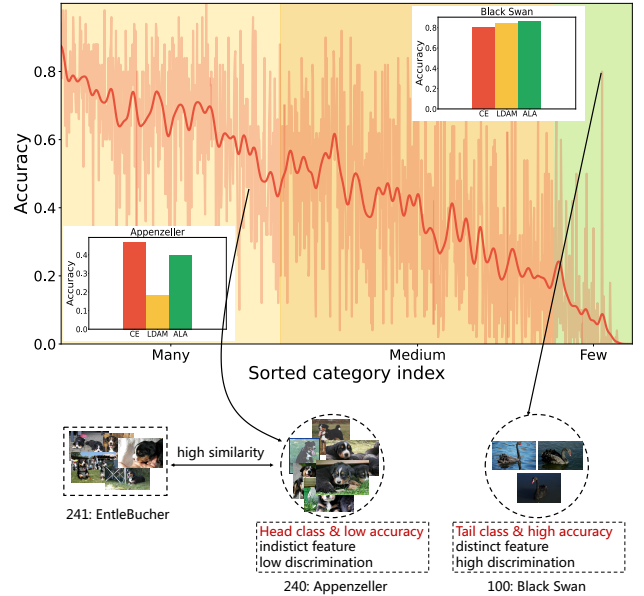 Black Swan
Accuracy
0.8
0.6
0.4
0.2
0.0
CE LDAM ALA
Accuracy
0.8
0.6
0.4
0.2
0.0
Appenzeller
Accuracy
0.4
0.3
0.2
0.1
0.0
CE LDAM ALA
Many Medium Few
Sorted category index
high similarity
241: EntleBucher
Head class & low accuracy
indistict feature
low discrimination
240: Appenzeller
Tail class & high accuracy
distinct feature
high discrimination
100: Black Swan